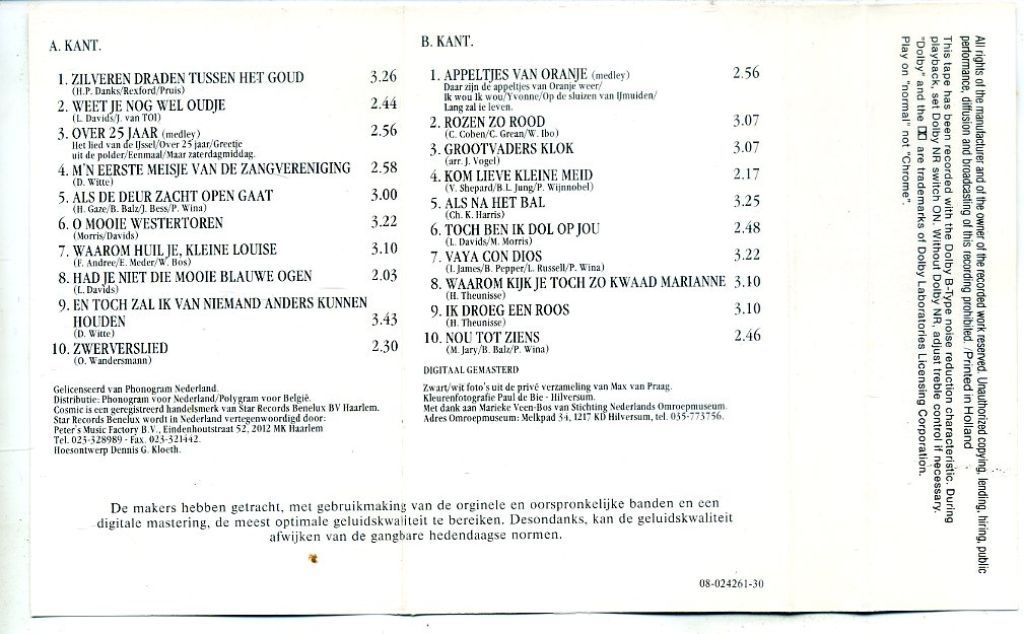 A. KANT.
1. ZILVEREN DRADEN TUSSEN HET GOUD 3.26
(H.P. Danks/Rexford/Pruis)
2. WEET JE NOG WEL OUDJE 2.44
(L. Davids/J. van TOl)
3. OVER 25 JAAR (medley) 2.56
Het lied van de IJssel/Over 25 jaar/Greetje
uit de polder/Eenmaal/Maar zaterdagmiddag.
4. M'N EERSTE MEISJE VAN DE ZANGVERENIGING 2.58
(D. Witte)
5. ALS DE DEUR ZACHT OPEN GAAT 3.00
(H. Gaze/B. Balz/J. Bess/P. Wina)
6. O MOOIE WESTERTOREN 3.22
(Morris/Davids)
7. WAAROM HUIL JE, KLEINE LOUISE 3.10
(F. Andree/E. Meder/W. Bos)
8. HAD JE NIET DIE MOOIE BLAUWE OGEN 2.03
(L. Davids)
9. EN TOCH ZAL IK VAN NIEMAND ANDERS KUNNEN
HOUDEN 3.43
(D. Witte)
10. ZWERVERSLIED 2.30
(O. Wandersmann)
Gelicenseerd van Phonogram Nederland.
Distributie: Phonogram voor Nederland/Polygram voor België.
Cosmic is een geregistreerd handelsmerk van Star Records Benelux BV Haarlem.
Star Records Benelux wordt in Nederland vertegenwoordigd door:
Peter's Music Factory B.V., Eindenhoutstraat 52, 2012 MK Haarlem
Tel. 023-328989 - Fax. 023-321442.
Hoesontwerp Dennis G. Kloeth.
B. KANT.
1. APPELTJES VAN ORANJE (medley) 2.56
Daar zijn de appeltjes van Oranje weer/
Ik wou Ik wou/Yvonne/Op de sluizen van IJmuiden/
Lang zal ie leven.
2. ROZEN ZO ROOD 3.07
(C. Cohen/C. Grean/W. Ibo)
3. GROOTVADERS KLOK 3.07
(arr. J. Vogel)
4. KOM LIEVE KLEINE MEID 2.17
(V. Shepard/B.L. Jung/P. Wijnnobel)
5. ALS NA HET BAL 3.25
(Ch. K. Harris)
6. TOCH BEN IK DOL OP JOU 2.48
(L. Davids/M. Morris)
7. VAYA CON DIOS 3.22
(I. James/B. Pepper/L. Russell/P. Wina)
8. WAAROM KIJK JE TOCH ZO KWAAD MARIANNE 3.10
(H. Theunisse)
9. IK DROEG EEN ROOS 3.10
(H. Theunisse)
10. NOU TOT ZIENS 2.46
(M. Jary/B. Balz/P. Wina)
DIGITAAL GEMASTERD
Zwart/wit foto's uit de privé verzameling van Max van Praag.
Kleurenfotografie Paul de Bie - Hilversum.
Met dank aan Marieke Veen-Bos van Stichting Nederlands Omroepmuseum.
Adres Omroepmuseum: Melkpad 34, 1217 KD Hilversum, tel. 035-773756.
De makers hebben getracht, met gebruikmaking van de orginele en oorspronkelijke banden en een
digitale mastering, de meest optimale geluidskwaliteit te bereiken. Desondanks, kan de geluidskwaliteit
afwijken van de gangbare hedendaagse normen.
08-024261-30
All rights of the manufacturer and of the owner of the recorded work reserved. Unauthorized copying, lending, hiring, public
performance, diffusion and broadcasting of this recording prohibited. /Printed in Holland
This tape has been recorded with the Dolby B-Type noise reduction characteristic. During
playback, set Dolby NR switch ON. Without Dolby NR, adjust treble control if necessary.
"Dolby" and the are trademarks of Dolby Laboratories Licensing Corporation.
Play on "normal" not "Chrome".